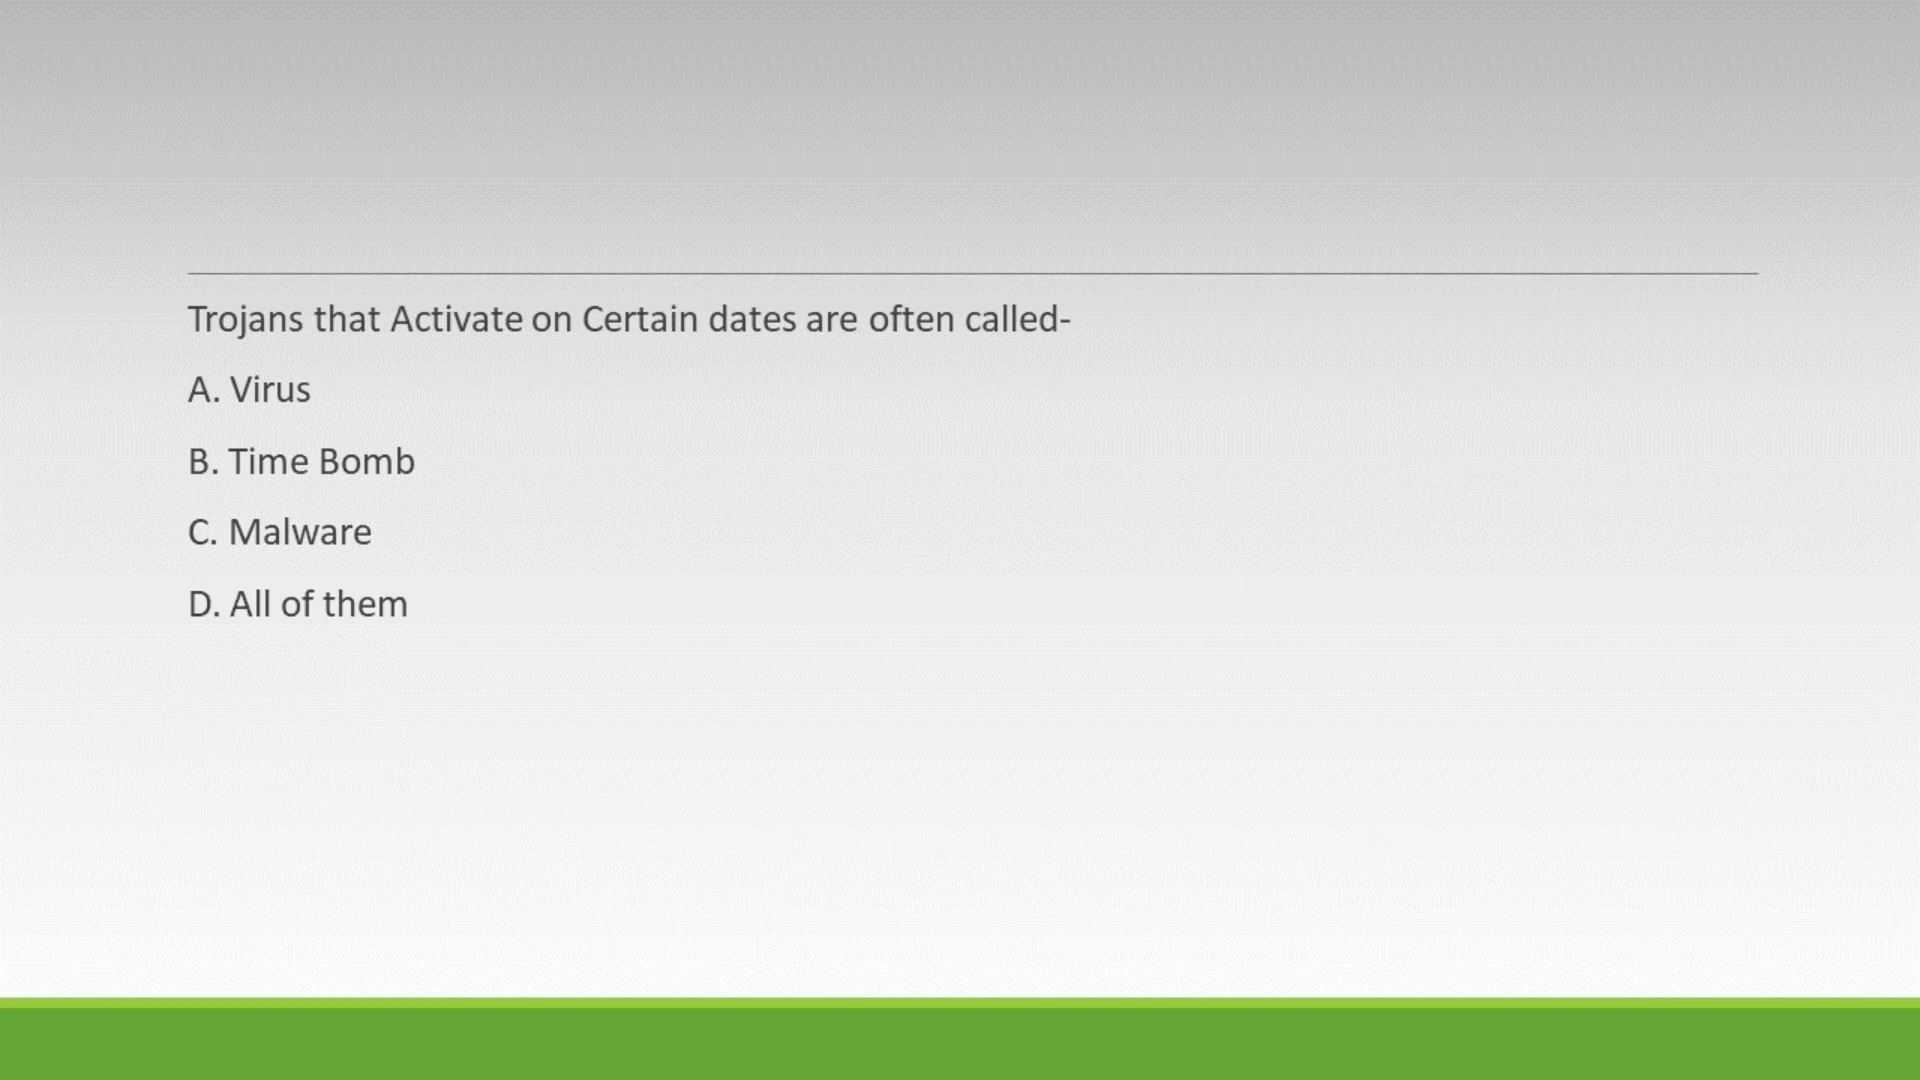 Trojans that Activate on Certain dates are often called-
A. Virus
B. Time Bomb
C. Malware
D. All of them